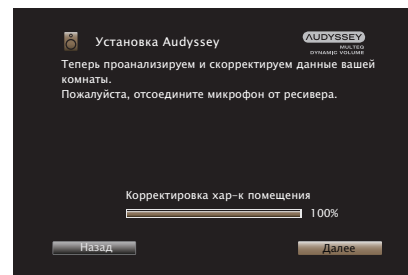 Установка Audyssey
AUDYSSEY
MULTEQ
DYNAMIC VOLUME
Теперь проанализируем и скорректируем данные вашей
комнаты.
Пожалуйста, отсоедините микрофон от ресивера.
Корректировка хар-к помещения
100%
Назад
Далее